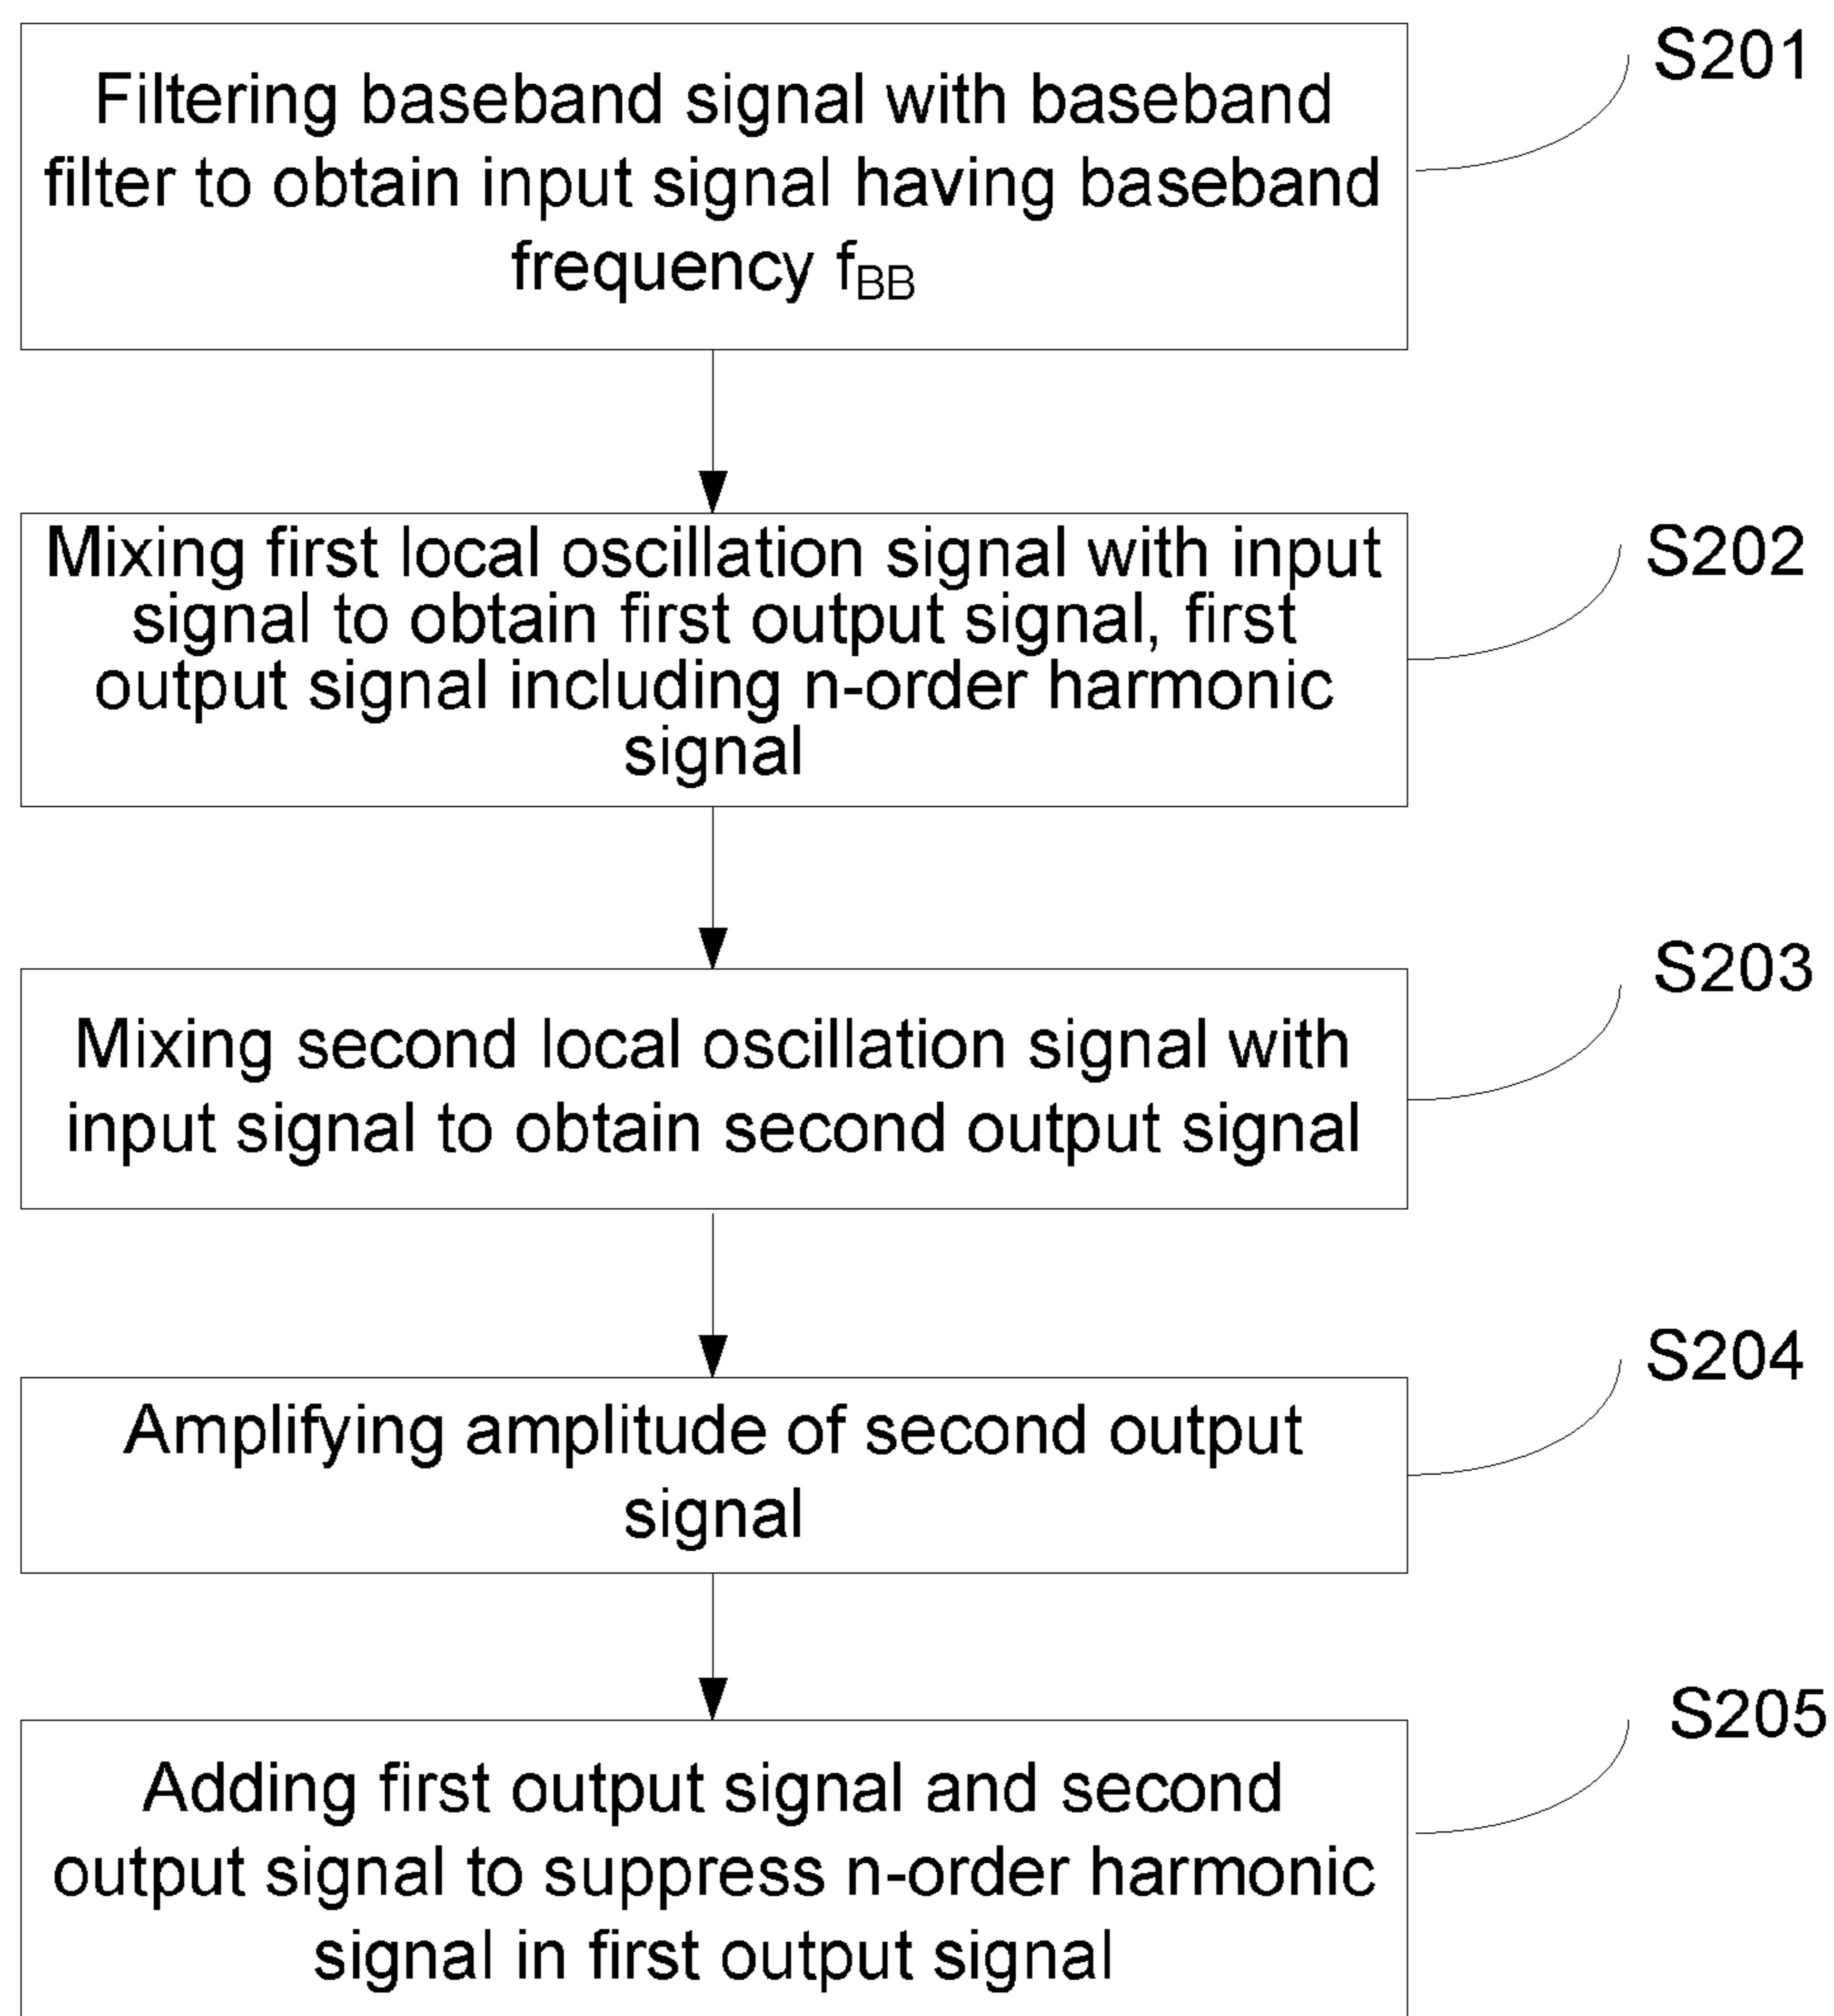 Filtering baseband signal with baseband
filter to obtain input signal having baseband
frequency fBB
S201
Mixing first local oscillation signal with input
signal to obtain first output signal, first
output signal including n-order harmonic
signal
S202
Mixing second local oscillation signal with
input signal to obtain second output signal
S203
Amplifying amplitude of second output
signal
S204
Adding first output signal and second
output signal to suppress n-order harmonic
signal in first output signal
S205